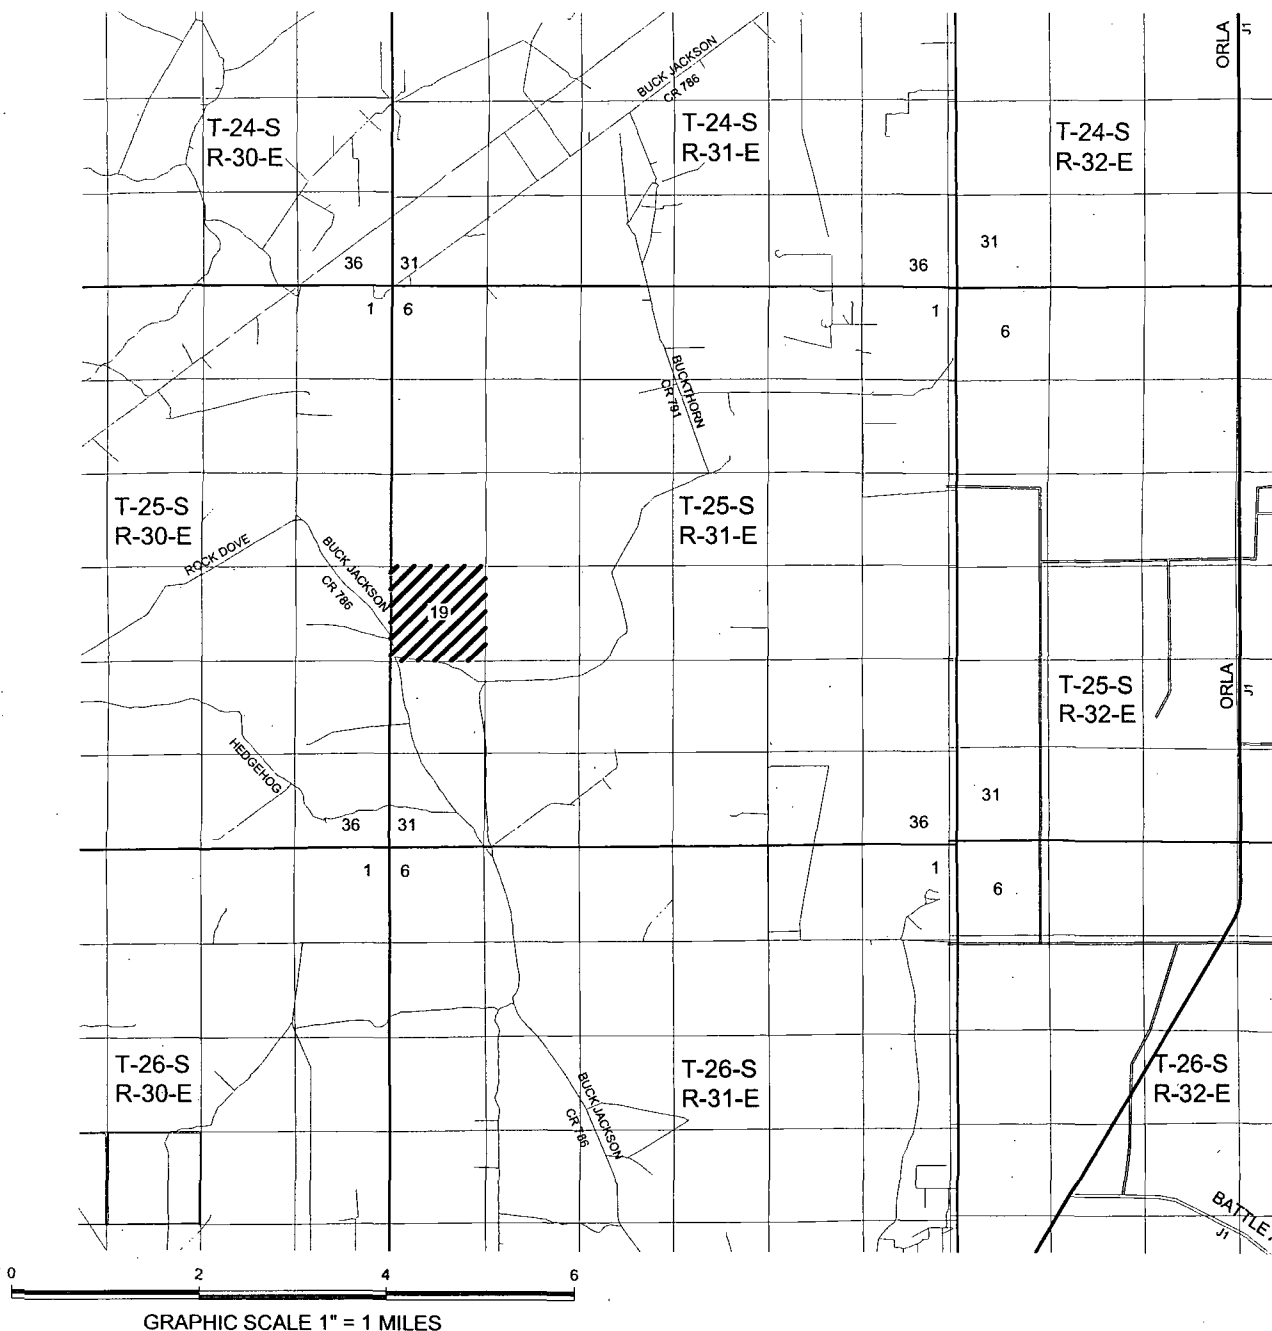 ORLA
J1
BUCK JACKSON
CR 786
T-24-S
R-30-E
T-24-S
R-31-E
T-24-S
R-32-E
36
31
36
31
1
6
1
6
BUCKTHORN
CR 791
T-25-S
R-30-E
T-25-S
R-31-E
ROCK DOVE
BUCK JACKSON
CR 786
19
T-25-S
R-32-E
ORLA
J1
HEDGEHOG
36
31
36
31
1
6
1
6
T-26-S
R-30-E
T-26-S
R-31-E
T-26-S
R-32-E
BUCK JACKSON
CR 786
BATTLE
J1
0
2
4
6
GRAPHIC SCALE 1" = 1 MILES